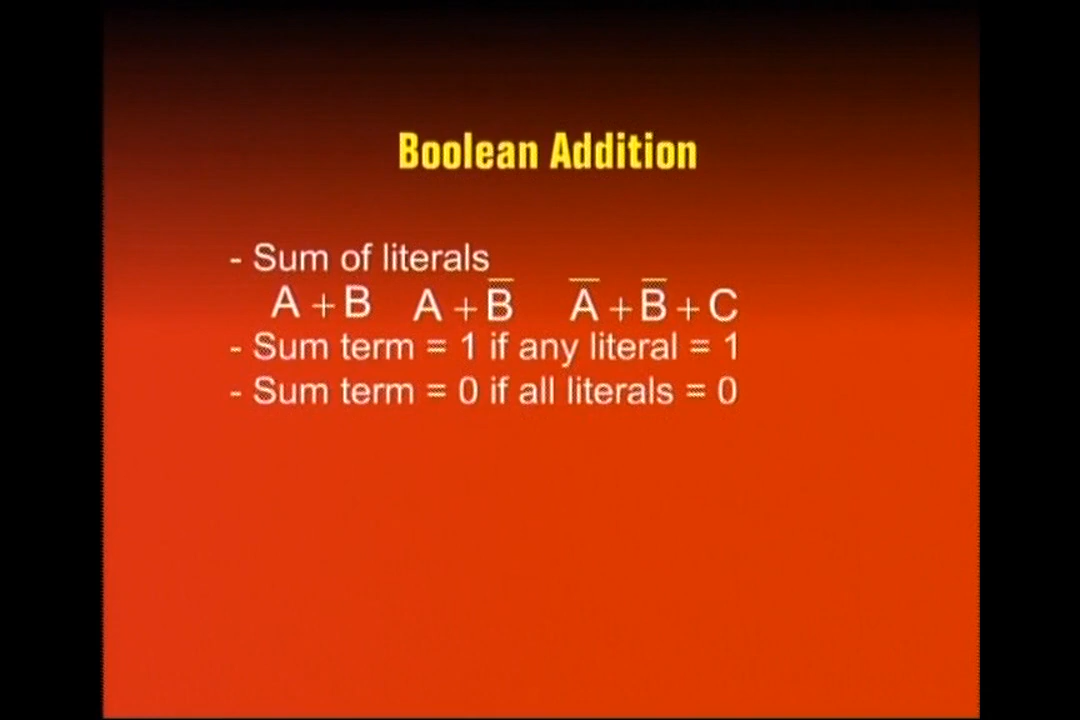 Boolean Addition
- Sum of literals
A + B   A + B̅   A̅ + B̅ + C
- Sum term = 1 if any literal = 1
- Sum term = 0 if all literals = 0